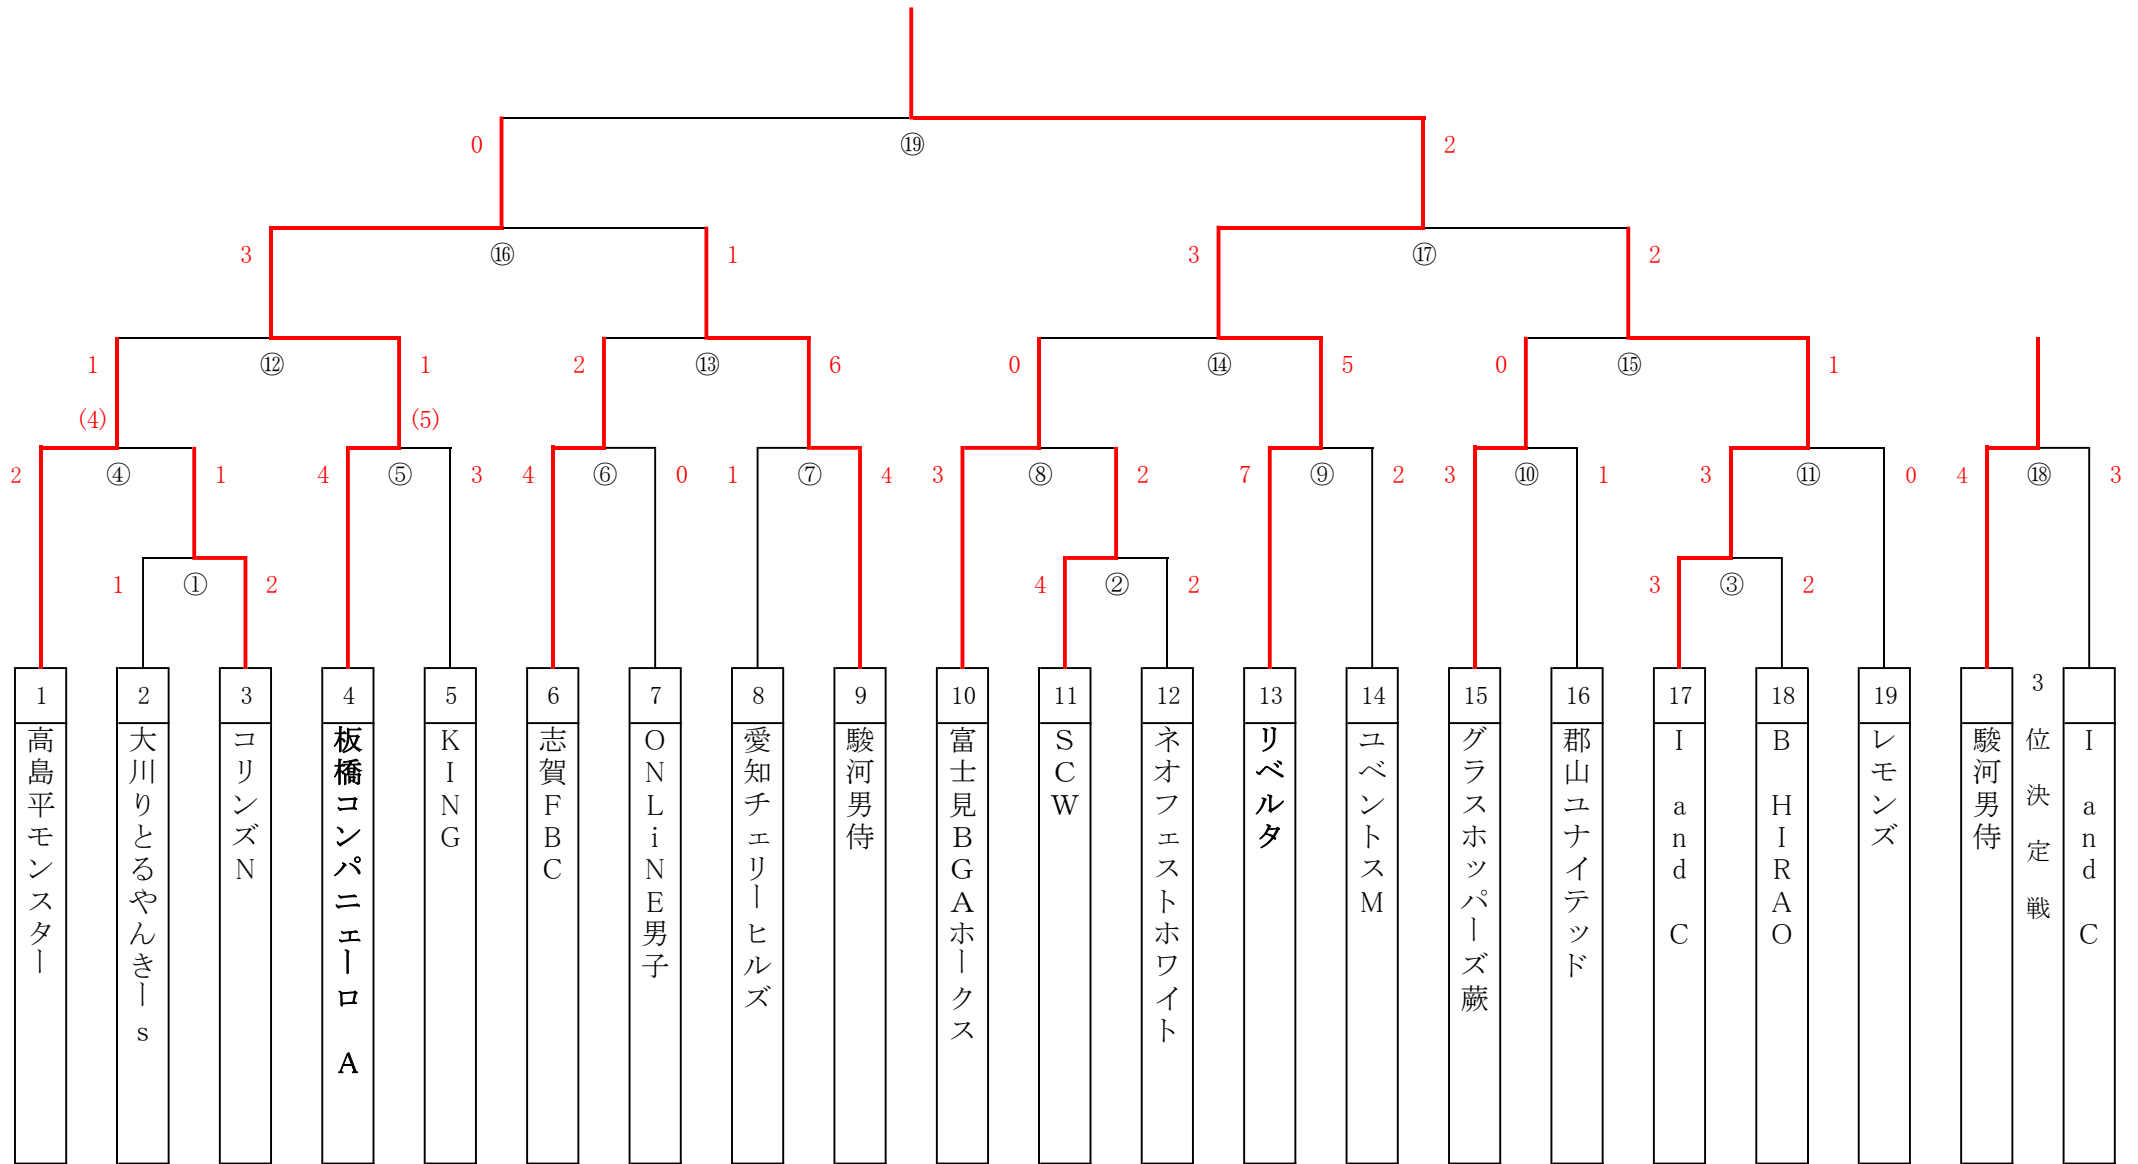 0 ⑲ 2
3 ⑯ 1 3 ⑰ 2
1 ⑫ 1 2 ⑬ 6 0 ⑭ 5 0 ⑮ 1
(4) (5)
2 ④ 1 4 ⑤ 3 4 ⑥ 0 1 ⑦ 4 3 ⑧ 2 7 ⑨ 2 3 ⑩ 1 3 ⑪ 0 4 ⑱ 3
1 ① 2 4 ② 2 3 ③ 2
1 高島平モンスター
2 大川りとるやんきーs
3 コリンズN
4 板橋コンパニェーロ A
5 KING
6 志賀FBC
7 ONLiNE男子
8 愛知チェリーヒルズ
9 駿河男侍
10 富士見BGAホークス
11 SCW
12 ネオフェストホワイト
13 リベルタ
14 ユベントスM
15 グラスホッパーズ蕨
16 郡山ユナイテッド
17 I and C
18 B HIRAO
19 レモンズ
駿河男侍
3位決定戦
I and C